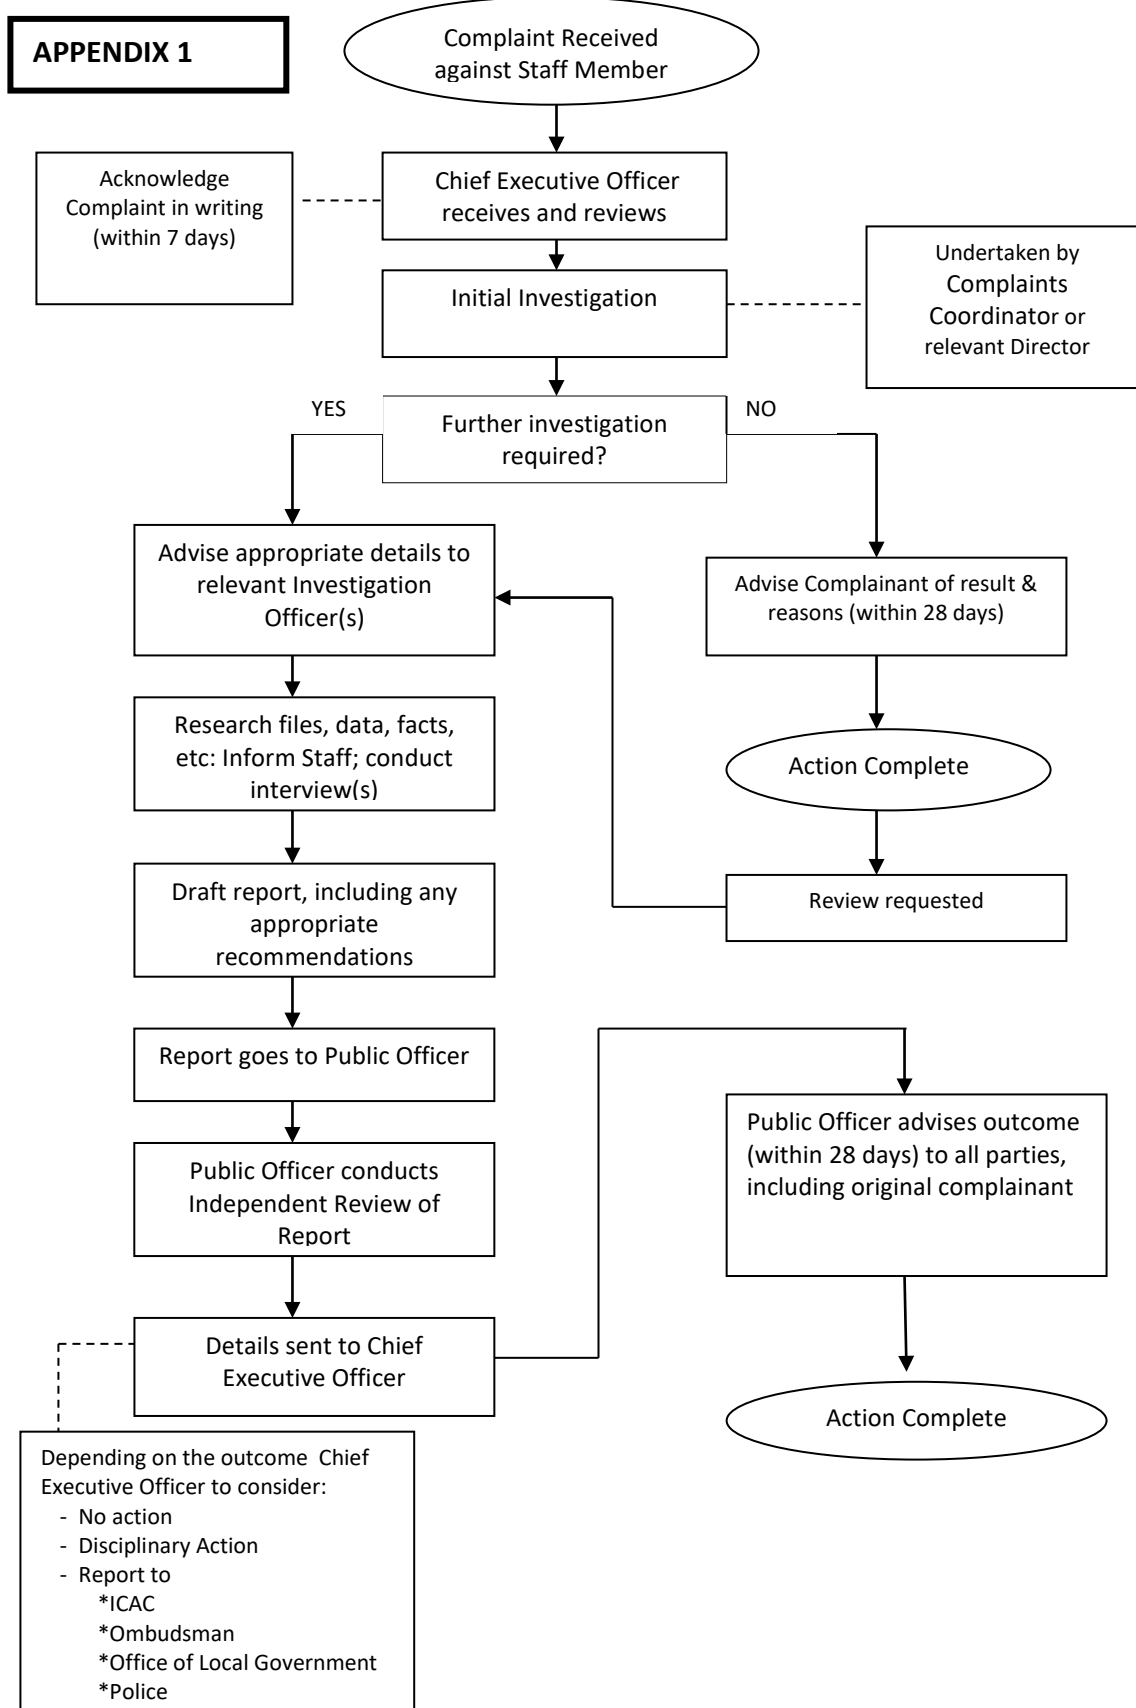 APPENDIX 1
Complaint Received
against Staff Member
Acknowledge
Complaint in writing
(within 7 days)
Chief Executive Officer
receives and reviews
Initial Investigation
Undertaken by
Complaints
Coordinator or
relevant Director
YES
Further investigation
required?
NO
Advise appropriate details to
relevant Investigation
Officer(s)
Advise Complainant of result &
reasons (within 28 days)
Research files, data, facts,
etc: Inform Staff; conduct
interview(s)
Action Complete
Draft report, including any
appropriate
recommendations
Review requested
Report goes to Public Officer
Public Officer conducts
Independent Review of
Report
Public Officer advises outcome
(within 28 days) to all parties,
including original complainant
Details sent to Chief
Executive Officer
Action Complete
Depending on the outcome  Chief
Executive Officer to consider:
- No action
- Disciplinary Action
- Report to
*ICAC
*Ombudsman
*Office of Local Government
*Police